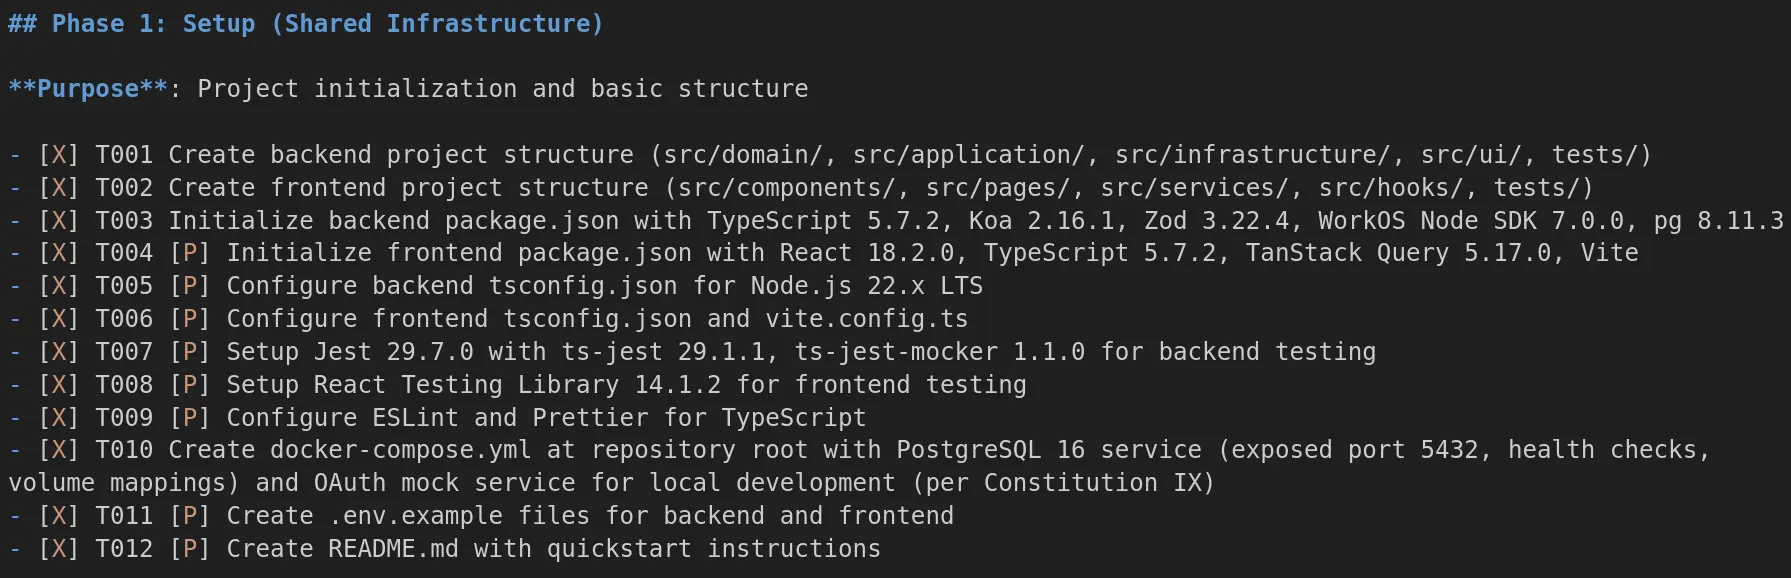 ## Phase 1: Setup (Shared Infrastructure)
**Purpose**: Project initialization and basic structure
- [X] T001 Create backend project structure (src/domain/, src/application/, src/infrastructure/, src/ui/, tests/)
- [X] T002 Create frontend project structure (src/components/, src/pages/, src/services/, src/hooks/, tests/)
- [X] T003 Initialize backend package.json with TypeScript 5.7.2, Koa 2.16.1, Zod 3.22.4, WorkOS Node SDK 7.0.0, pg 8.11.3
- [X] T004 [P] Initialize frontend package.json with React 18.2.0, TypeScript 5.7.2, TanStack Query 5.17.0, Vite
- [X] T005 [P] Configure backend tsconfig.json for Node.js 22.x LTS
- [X] T006 [P] Configure frontend tsconfig.json and vite.config.ts
- [X] T007 [P] Setup Jest 29.7.0 with ts-jest 29.1.1, ts-jest-mocker 1.1.0 for backend testing
- [X] T008 [P] Setup React Testing Library 14.1.2 for frontend testing
- [X] T009 [P] Configure ESLint and Prettier for TypeScript
- [X] T010 Create docker-compose.yml at repository root with PostgreSQL 16 service (exposed port 5432, health checks,
volume mappings) and OAuth mock service for local development (per Constitution IX)
- [X] T011 [P] Create .env.example files for backend and frontend
- [X] T012 [P] Create README.md with quickstart instructions